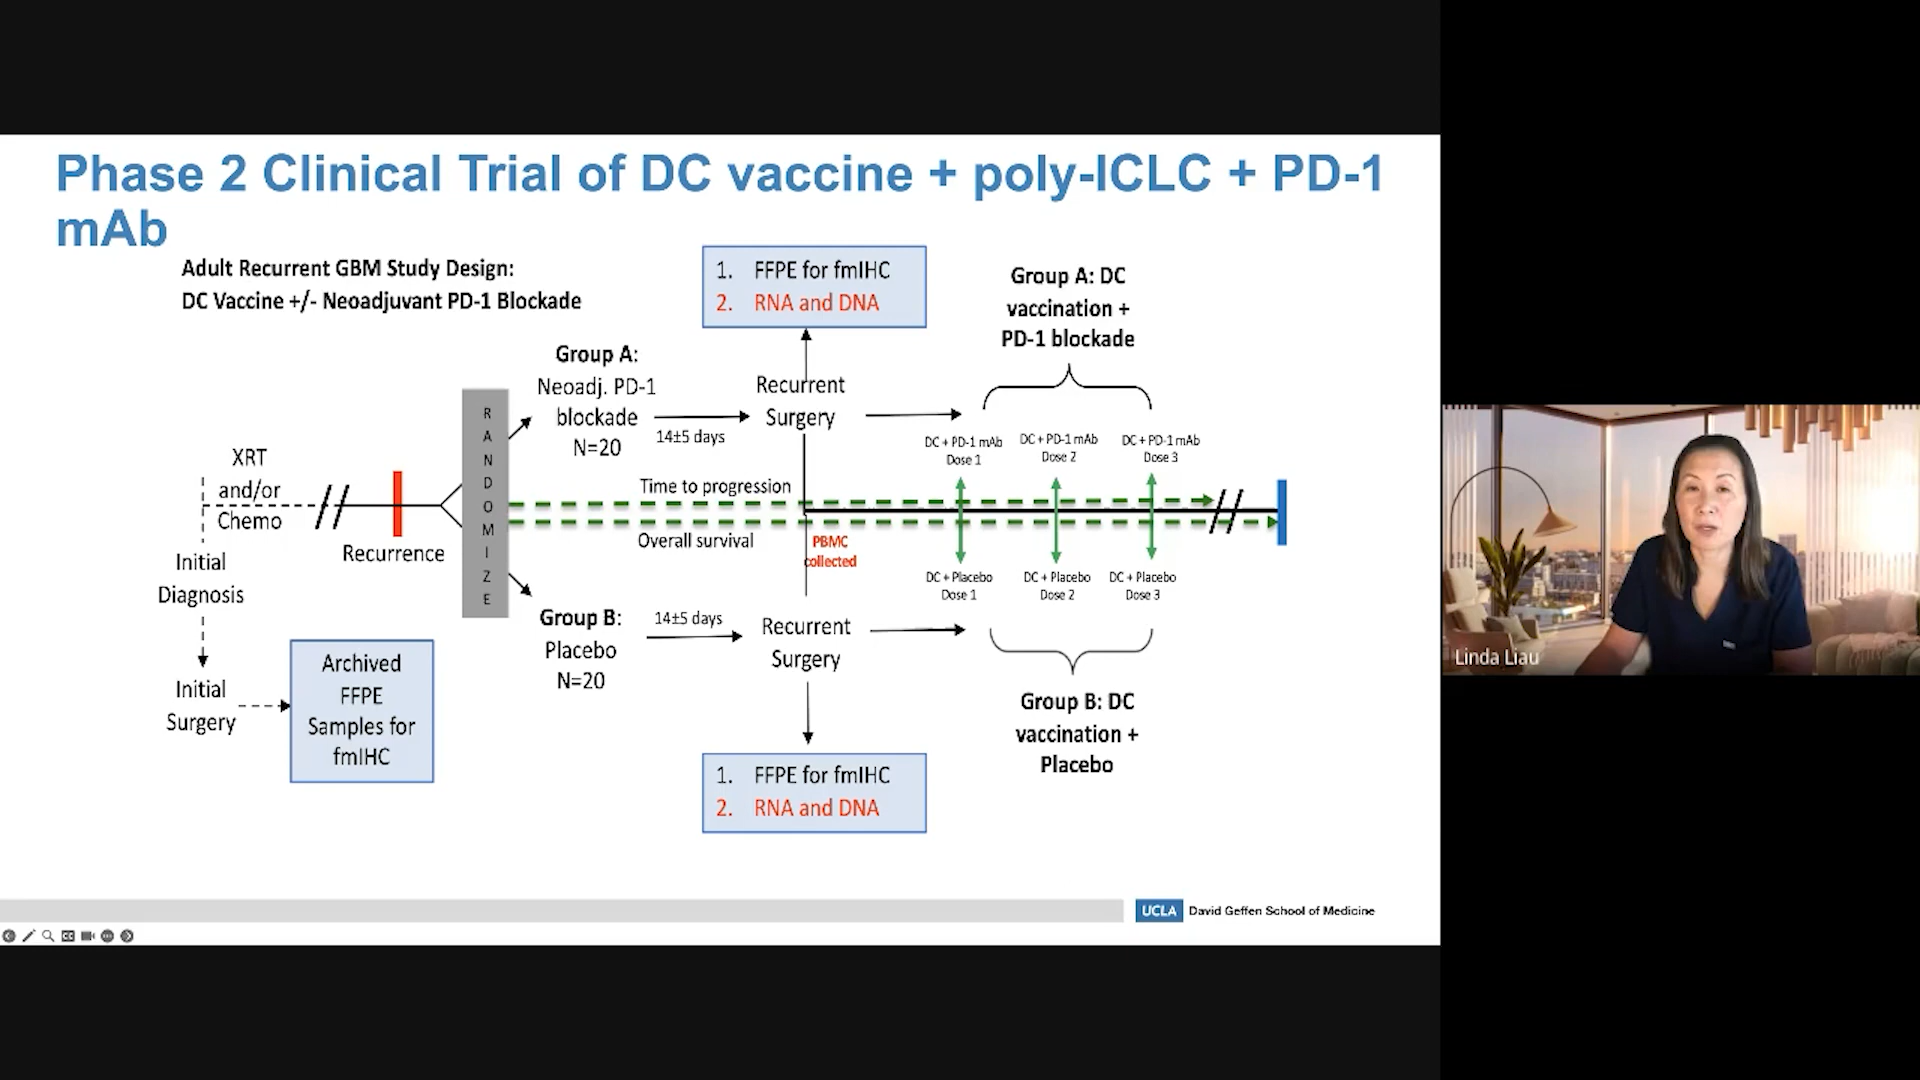 Phase 2 Clinical Trial of DC vaccine + poly-ICLC + PD-1
mAb
Adult Recurrent GBM Study Design:
DC Vaccine +/- Neoadjuvant PD-1 Blockade
1. FFPE for fmIHC
2. RNA and DNA
Group A: DC
vaccination +
PD-1 blockade
Group A:
Neoadj. PD-1
blockade
N=20
14±5 days
Recurrent
Surgery
DC + PD-1 mAb
Dose 1
DC + PD-1 mAb
Dose 2
DC + PD-1 mAb
Dose 3
XRT
and/or
Chemo
Recurrence
RANDOMIZE
Time to progression
Overall survival
PBMC
collected
Initial
Diagnosis
Initial
Surgery
Archived
FFPE
Samples for
fmIHC
Group B:
Placebo
N=20
14±5 days
Recurrent
Surgery
DC + Placebo
Dose 1
DC + Placebo
Dose 2
DC + Placebo
Dose 3
Group B: DC
vaccination +
Placebo
1. FFPE for fmIHC
2. RNA and DNA
UCLA David Geffen School of Medicine
Linda Liau